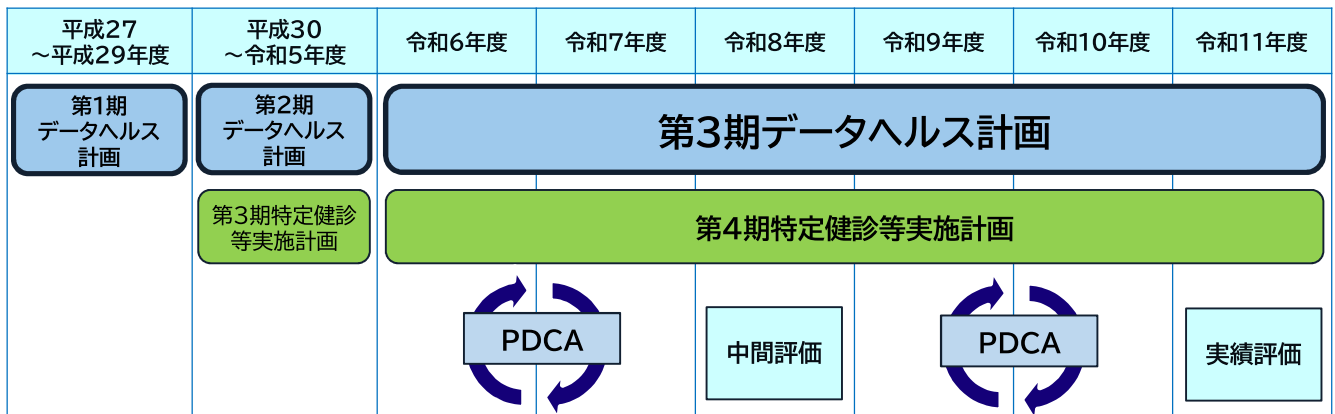 平成27
～平成29年度
平成30
～令和5年度
令和6年度
令和7年度
令和8年度
令和9年度
令和10年度
令和11年度
第1期
データヘルス
計画
第2期
データヘルス
計画
第3期データヘルス計画
第3期特定健診
等実施計画
第4期特定健診等実施計画
PDCA
中間評価
PDCA
実績評価